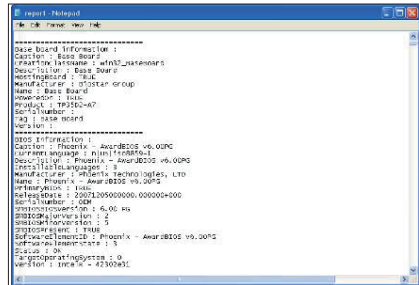 report - Notepad
File Edit Format View Help
==============================
Base board information :
Caption : Base Board
CreationClassName : Win32_BaseBoard
Description : Base Board
HostingBoard : TRUE
Manufacturer : Biostar Group
Name : Base Board
PoweredOn : TRUE
Product : TP35D2-A7
SerialNumber :
Tag : Base Board
Version :
==============================
BIOS Information :
Caption : Phoenix - AwardBIOS v6.00PG
CurrentLanguage : n|US|iso8859-1
Description : Phoenix - AwardBIOS v6.00PG
InstallableLanguages : 3
Manufacturer : Phoenix Technologies, LTD
Name : Phoenix - AwardBIOS v6.00PG
PrimaryBIOS : TRUE
ReleaseDate : 20071205000000.000000+000
SerialNumber : OEM
SMBIOSBIOSVersion : 6.00 PG
SMBIOSMajorVersion : 2
SMBIOSMinorVersion : 5
SMBIOSPresent : TRUE
SoftwareElementID : Phoenix - AwardBIOS v6.00PG
SoftwareElementState : 3
Status : OK
TargetOperatingSystem : 0
Version : IntelR - 42302e31